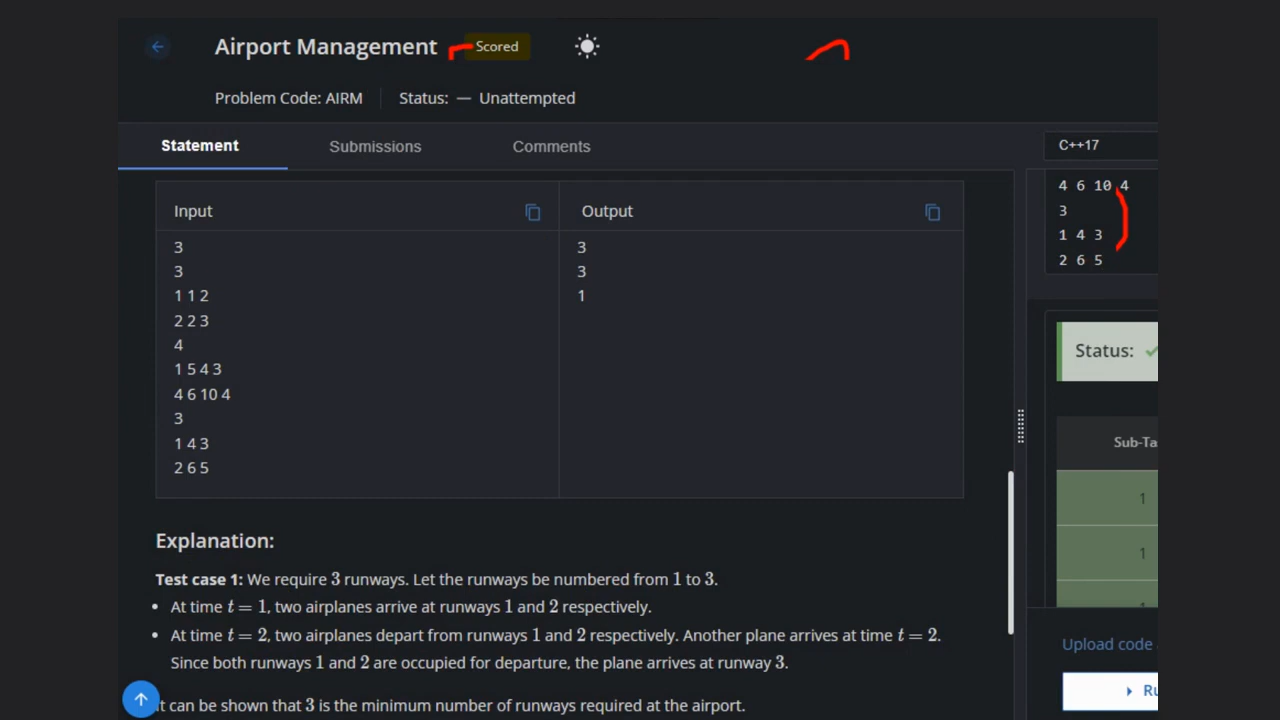 Airport Management Scored
Problem Code: AIRM Status: — Unattempted
Statement Submissions Comments
Input
3
3
1 1 2
2 2 3
4
1 5 4 3
4 6 10 4
3
1 4 3
2 6 5
Output
3
3
1
Explanation:
Test case 1: We require 3 runways. Let the runways be numbered from 1 to 3.
• At time t = 1, two airplanes arrive at runways 1 and 2 respectively.
• At time t = 2, two airplanes depart from runways 1 and 2 respectively. Another plane arrives at time t = 2.
Since both runways 1 and 2 are occupied for departure, the plane arrives at runway 3.
t can be shown that 3 is the minimum number of runways required at the airport.
C++17
4 6 10 4
3
1 4 3
2 6 5
Status:
Sub-Ta
1
1
Upload code
Ru